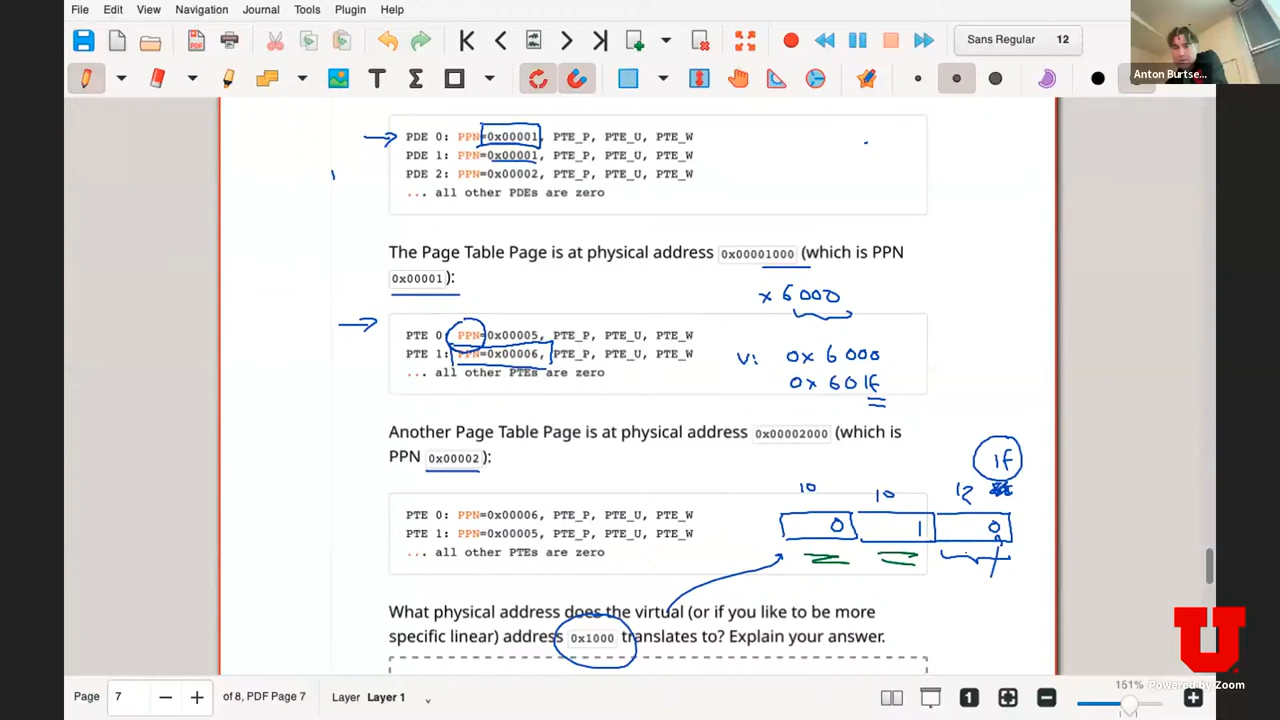 File Edit View Navigation Journal Tools Plugin Help
Sans Regular 12
Anton Burtse...
PDE 0: PPN=0x00001, PTE_P, PTE_U, PTE_W
PDE 1: PPN=0x00001, PTE_P, PTE_U, PTE_W
PDE 2: PPN=0x00002, PTE_P, PTE_U, PTE_W
... all other PDEs are zero
The Page Table Page is at physical address 0x00001000 (which is PPN
0x00001):
x 6000
PTE 0: PPN=0x00005, PTE_P, PTE_U, PTE_W
PTE 1: PPN=0x00006, PTE_P, PTE_U, PTE_W
... all other PTEs are zero
V: 0x 6000
0x 601f
Another Page Table Page is at physical address 0x00002000 (which is
PPN 0x00002):
1f
10 10 12
PTE 0: PPN=0x00006, PTE_P, PTE_U, PTE_W
PTE 1: PPN=0x00005, PTE_P, PTE_U, PTE_W
... all other PTEs are zero
0 1 0
What physical address does the virtual (or if you like to be more
specific linear) address 0x1000 translates to? Explain your answer.
U
Powered by Zoom
Page 7 of 8, PDF Page 7 Layer Layer 1
1
151%